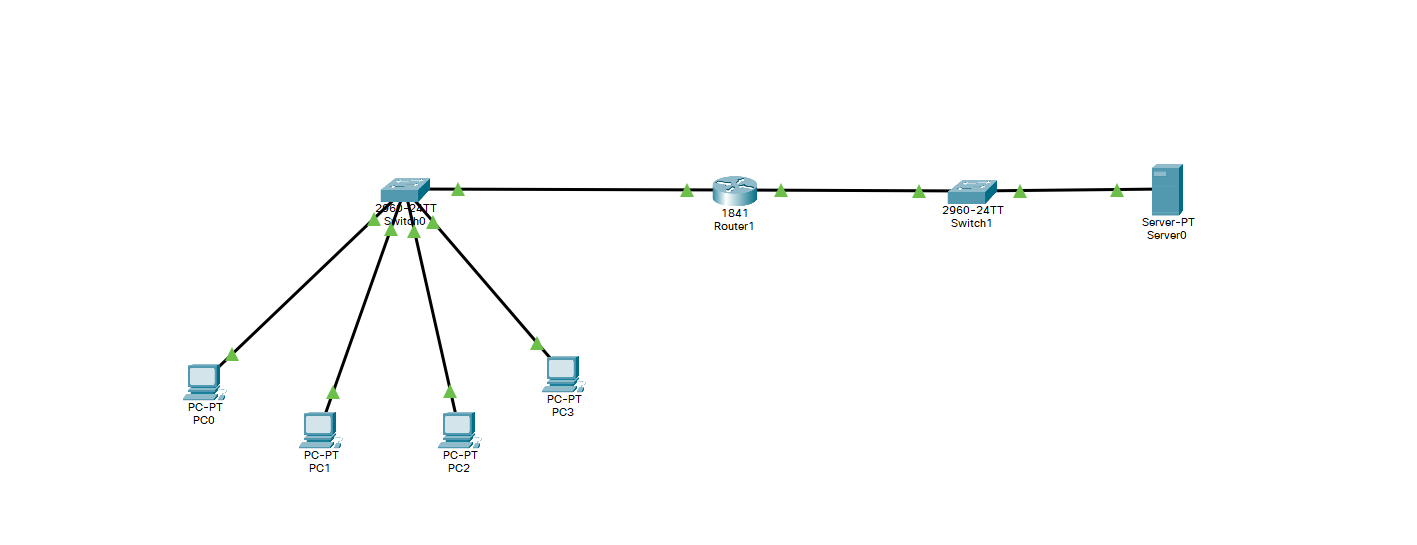 2960-24TT
Switch0
1841
Router1
2960-24TT
Switch1
Server-PT
Server0
PC-PT
PC0
PC-PT
PC1
PC-PT
PC2
PC-PT
PC3